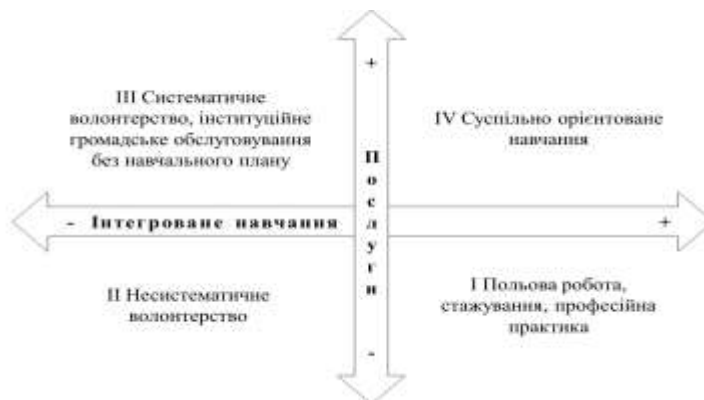 +
III Систематичне
волонтерство, інституційне
громадське обслуговування
без навчального плану
IV Суспільно орієнтоване
навчання
Послуги
- Інтегроване навчання
+
II Несистематичне
волонтерство
I Польова робота,
стажування, професійна
практика
-